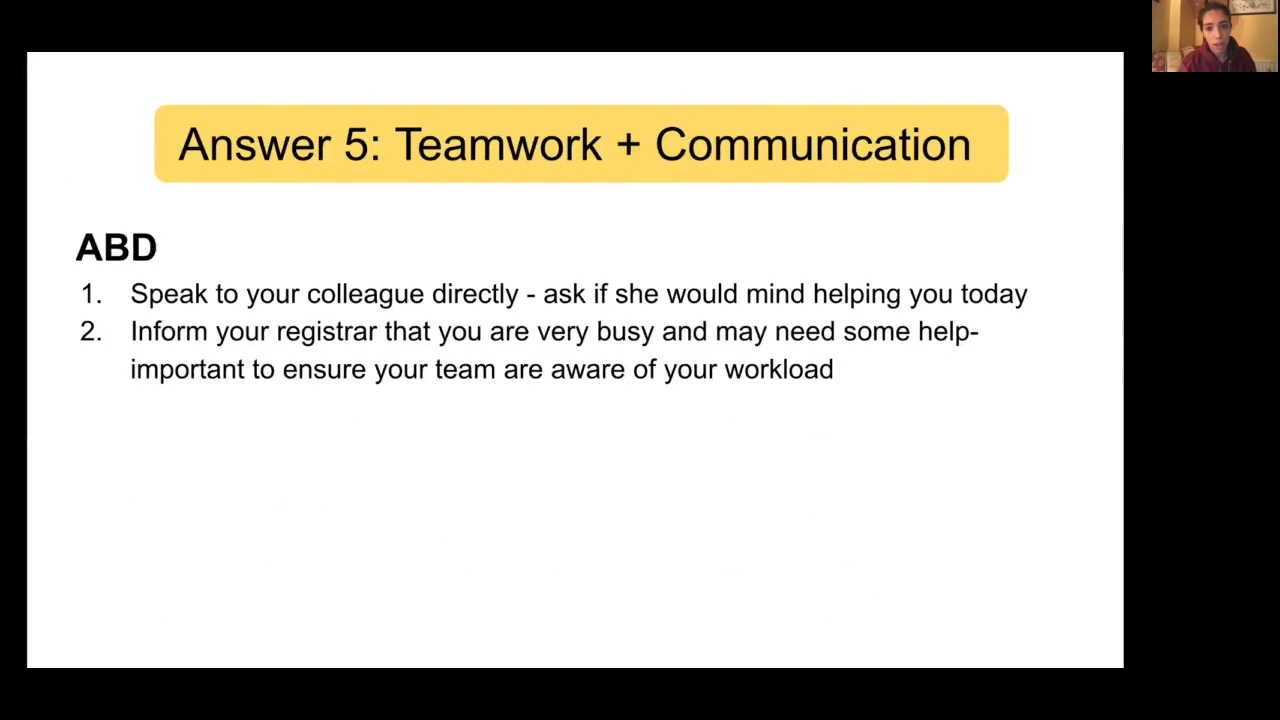 Answer 5: Teamwork + Communication
ABD
1. Speak to your colleague directly - ask if she would mind helping you today
2. Inform your registrar that you are very busy and may need some help-
important to ensure your team are aware of your workload